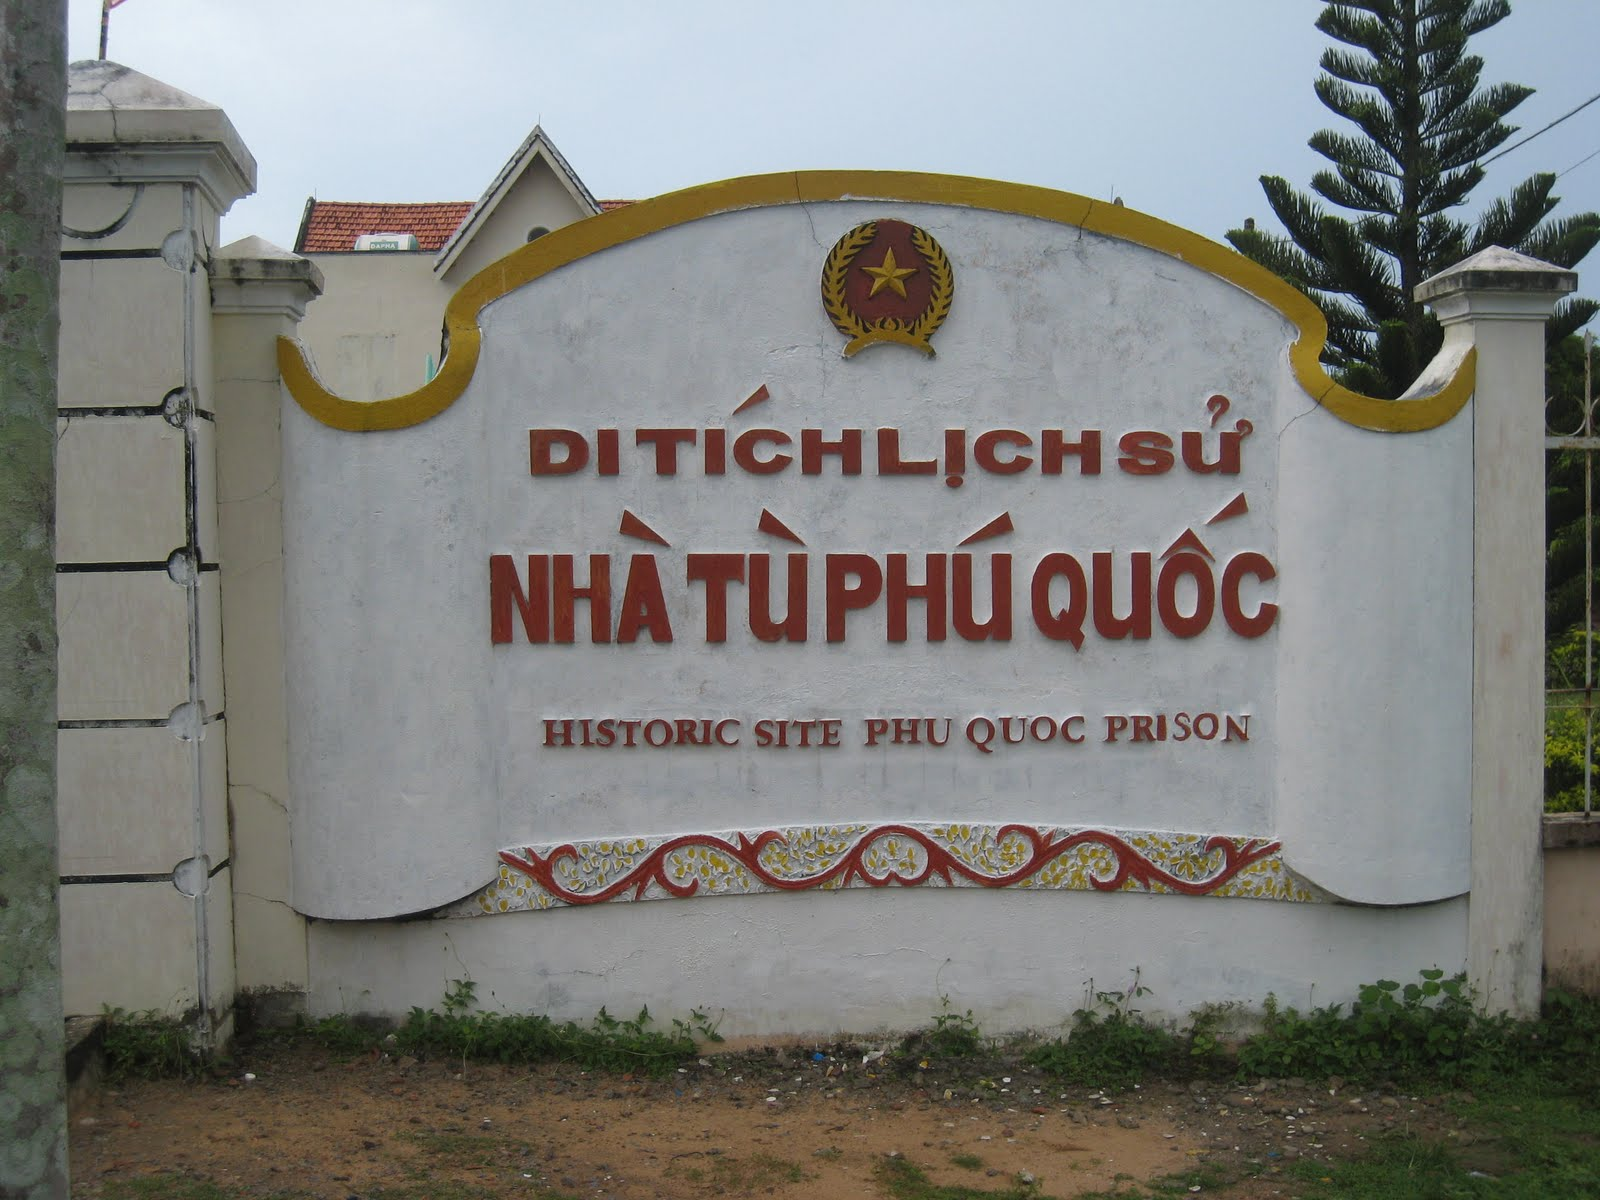 DI TÍCH LỊCH SỬ
NHÀ TÙ PHÚ QUỐC
HISTORIC SITE PHU QUOC PRISON